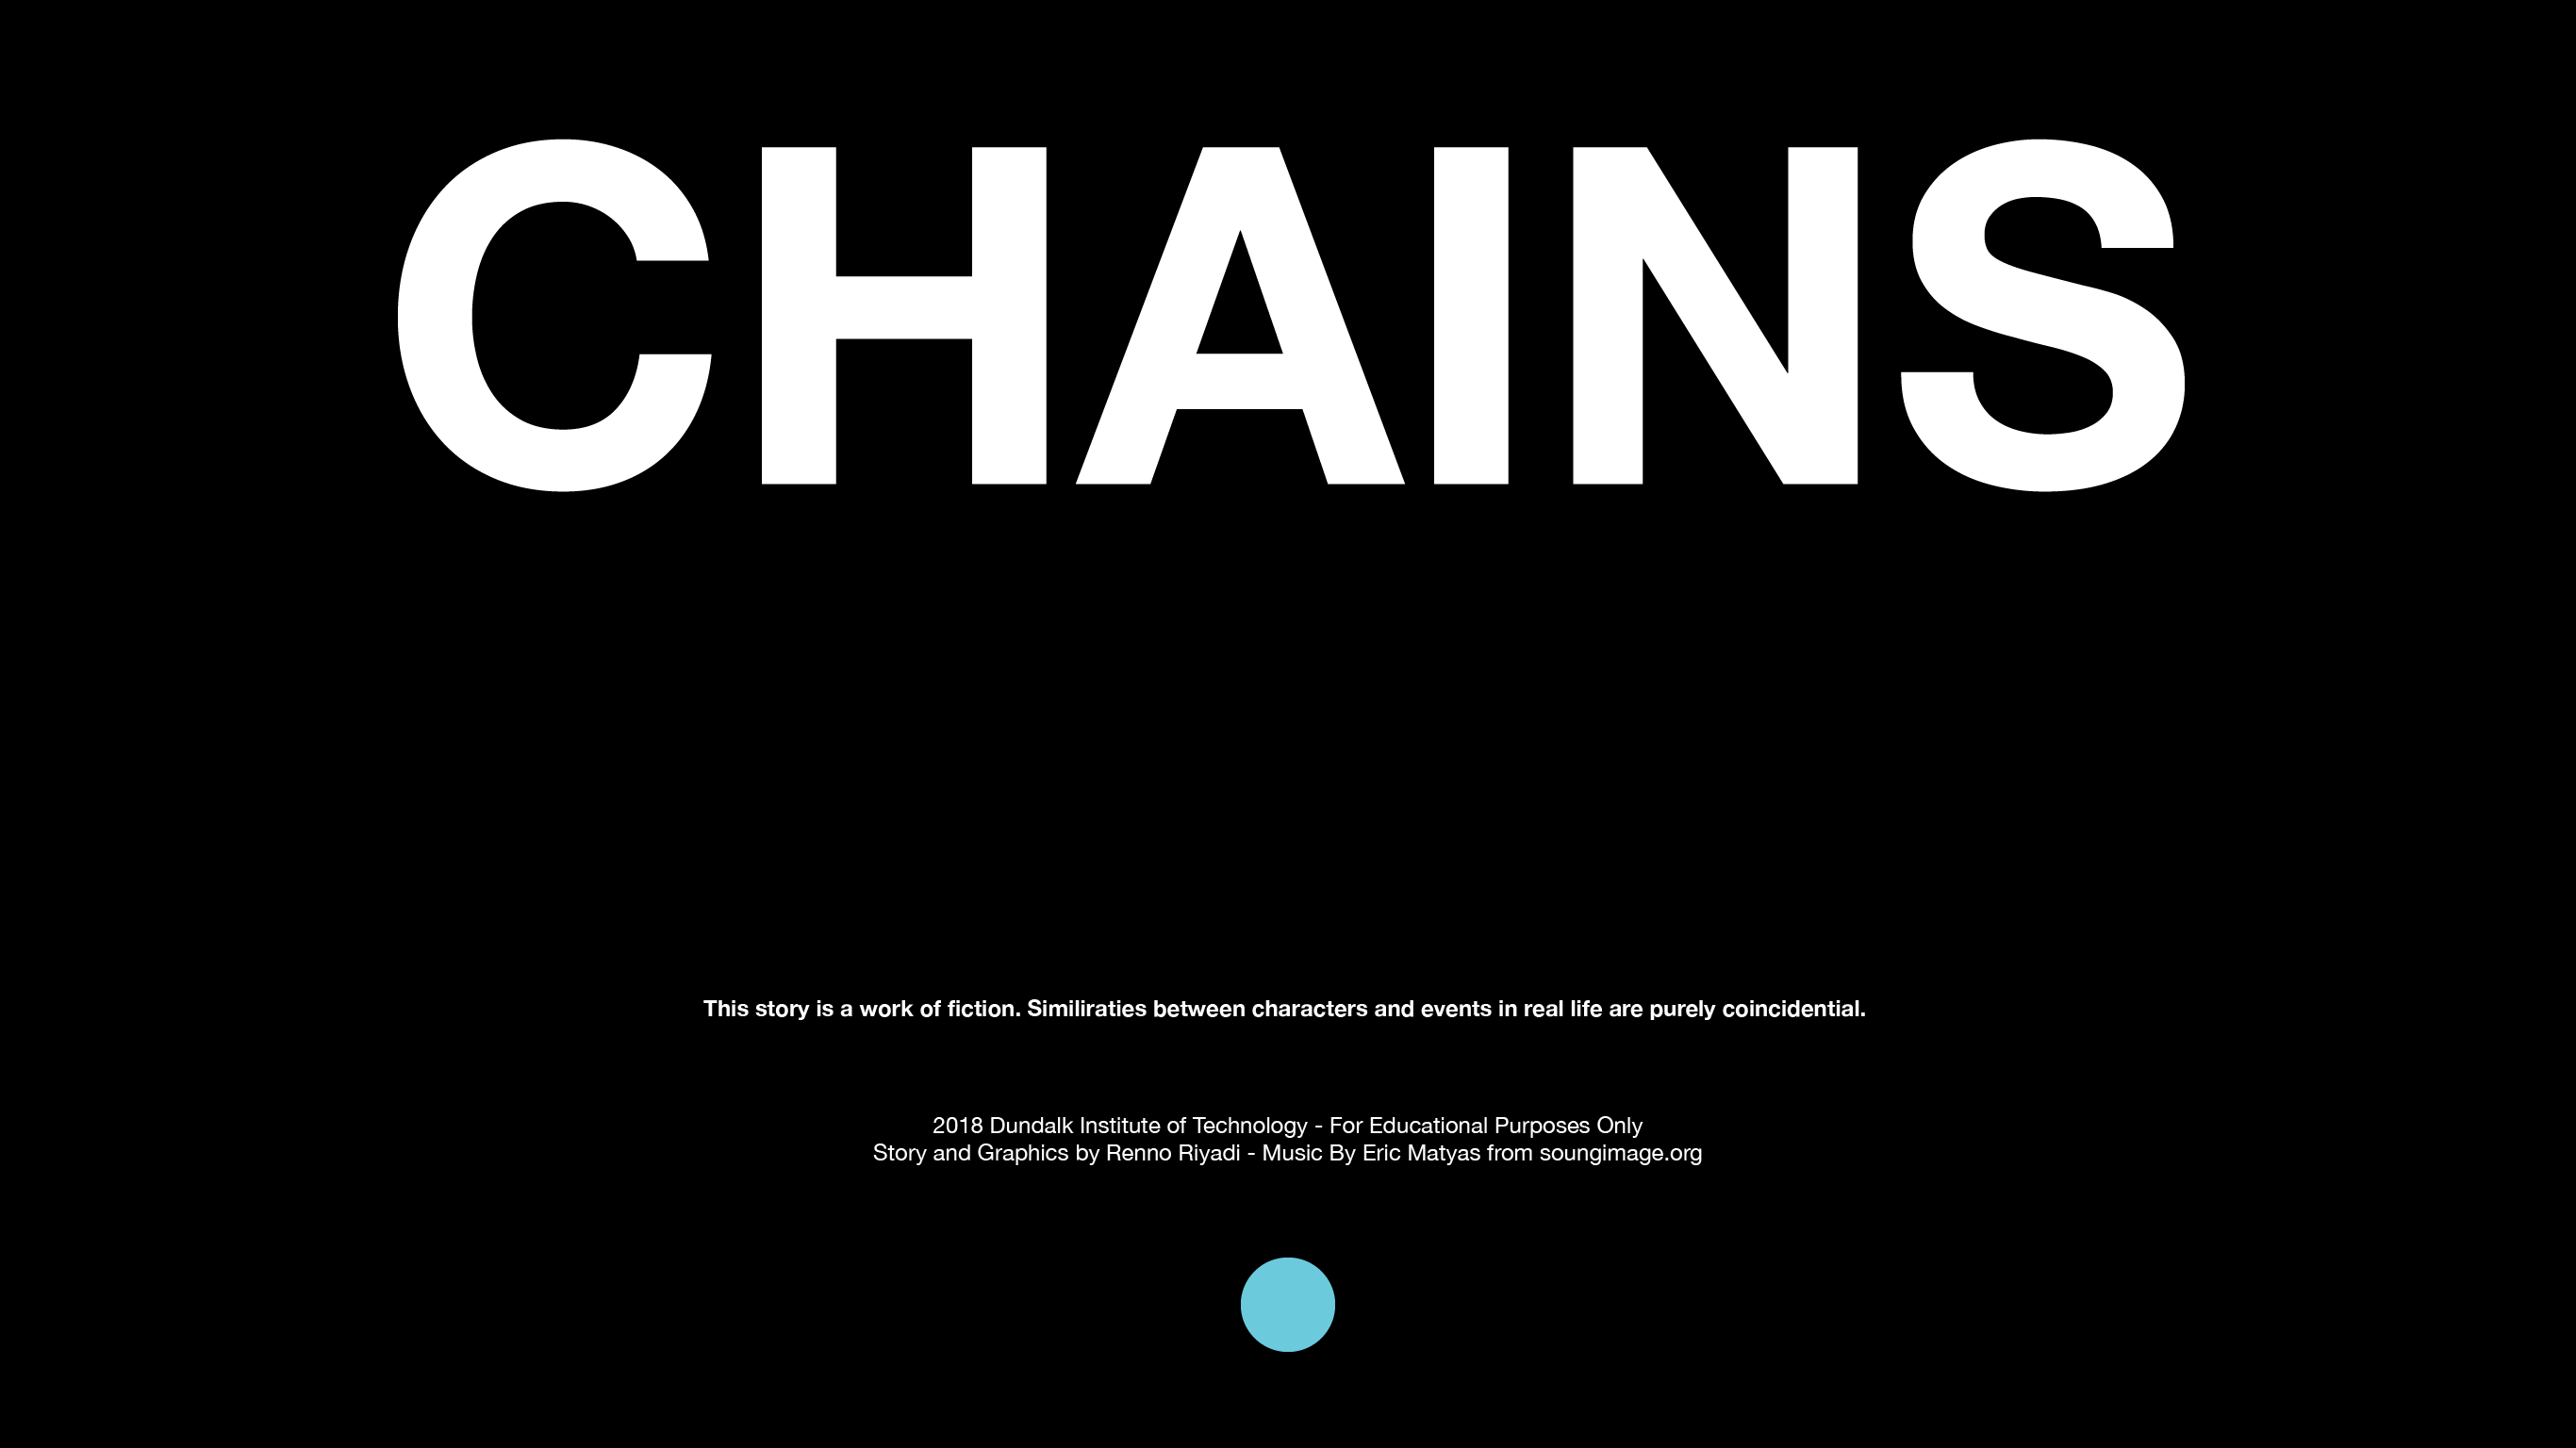 CHAINS
This story is a work of fiction. Similiraties between characters and events in real life are purely coincidential.
2018 Dundalk Institute of Technology - For Educational Purposes Only
Story and Graphics by Renno Riyadi - Music By Eric Matyas from soungimage.org